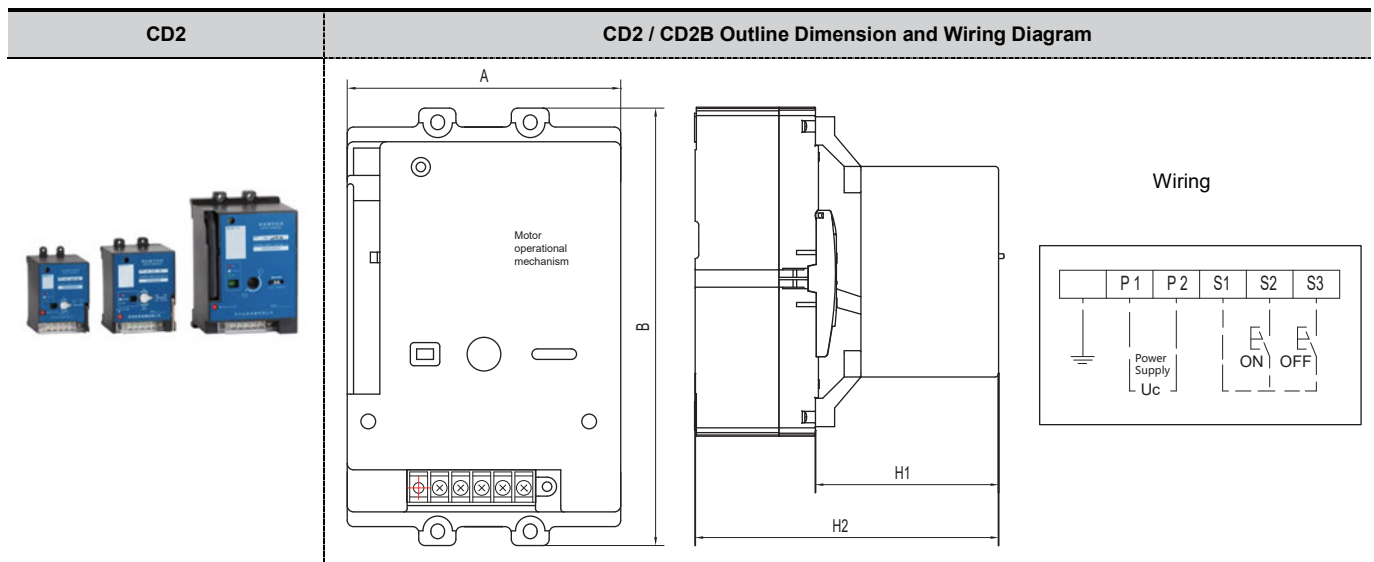 CD2
CD2 / CD2B Outline Dimension and Wiring Diagram
A
Motor
operational
mechanism
B
H1
H2
Wiring
P1 P2 S1 S2 S3
Power
Supply
Uc
ON OFF